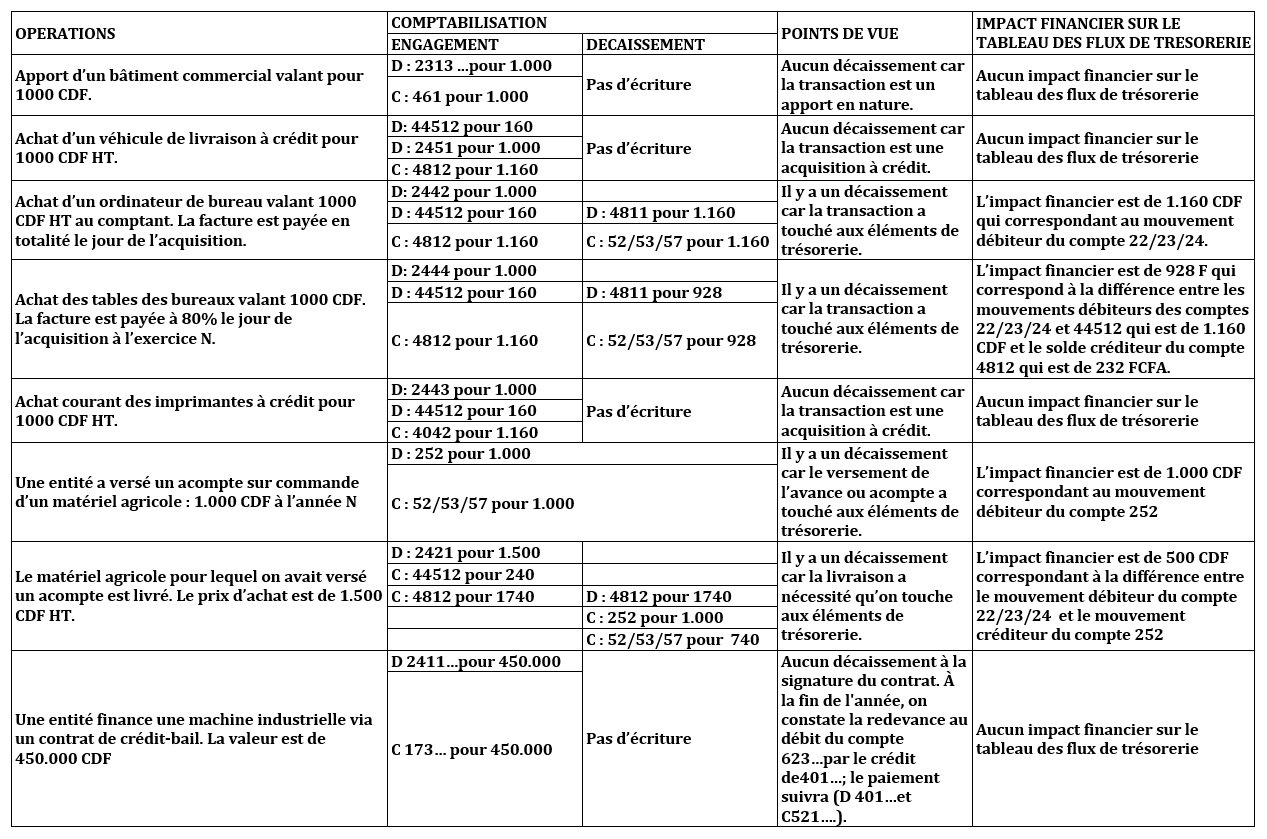 OPERATIONS
COMPTABILISATION
ENGAGEMENT
DECAISSEMENT
POINTS DE VUE
IMPACT FINANCIER SUR LE
TABLEAU DES FLUX DE TRESORERIE
Apport d’un bâtiment commercial valant pour
1000 CDF.
D : 2313 …pour 1.000
C : 461 pour 1.000
Pas d’écriture
Aucun décaissement car
la transaction est un
apport en nature.
Aucun impact financier sur le
tableau des flux de trésorerie
Achat d’un véhicule de livraison à crédit pour
1000 CDF HT.
D: 44512 pour 160
D : 2451 pour 1.000
C : 4812 pour 1.160
Pas d’écriture
Aucun décaissement car
la transaction est une
acquisition à crédit.
Aucun impact financier sur le
tableau des flux de trésorerie
Achat d’un ordinateur de bureau valant 1000
CDF HT au comptant. La facture est payée en
totalité le jour de l’acquisition.
D: 2442 pour 1.000
D : 44512 pour 160
C : 4812 pour 1.160
D : 4811 pour 1.160
C : 52/53/57 pour 1.160
Il y a un décaissement
car la transaction a
touché aux éléments de
trésorerie.
L’impact financier est de 1.160 CDF
qui correspondant au mouvement
débiteur du compte 22/23/24.
Achat des tables des bureaux valant 1000 CDF.
La facture est payée à 80% le jour de
l’acquisition à l’exercice N.
D: 2444 pour 1.000
D : 44512 pour 160
C : 4812 pour 1.160
D : 4811 pour 928
C : 52/53/57 pour 928
Il y a un décaissement
car la transaction a
touché aux éléments de
trésorerie.
L’impact financier est de 928 F qui
correspond à la différence entre les
mouvements débiteurs des comptes
22/23/24 et 44512 qui est de 1.160
CDF et le solde créditeur du compte
4812 qui est de 232 FCFA.
Achat courant des imprimantes à crédit pour
1000 CDF HT.
D: 2443 pour 1.000
D : 44512 pour 160
C : 4042 pour 1.160
Pas d’écriture
Aucun décaissement car
la transaction est une
acquisition à crédit.
Aucun impact financier sur le
tableau des flux de trésorerie
Une entité a versé un acompte sur commande
d’un matériel agricole : 1.000 CDF à l’année N
D : 252 pour 1.000
C : 52/53/57 pour 1.000
Il y a un décaissement
car le versement de
l’avance ou acompte a
touché aux éléments de
trésorerie.
L’impact financier est de 1.000 CDF
correspondant au mouvement
débiteur du compte 252
Le matériel agricole pour lequel on avait versé
un acompte est livré. Le prix d’achat est de 1.500
CDF HT.
D : 2421 pour 1.500
C : 44512 pour 240
C : 4812 pour 1740
D : 4812 pour 1740
C : 252 pour 1.000
C : 52/53/57 pour 740
Il y a un décaissement
car la livraison a
nécessité qu’on touche
aux éléments de
trésorerie.
L’impact financier est de 500 CDF
correspondant à la différence entre
le mouvement débiteur du compte
22/23/24 et le mouvement
créditeur du compte 252
Une entité finance une machine industrielle via
un contrat de crédit-bail. La valeur est de
450.000 CDF
D 2411…pour 450.000
C 173… pour 450.000
Pas d’écriture
Aucun décaissement à la
signature du contrat. À
la fin de l'année, on
constate la redevance au
débit du compte
623…par le crédit
de401…; le paiement
suivra (D 401…et
C521….).
Aucun impact financier sur le
tableau des flux de trésorerie